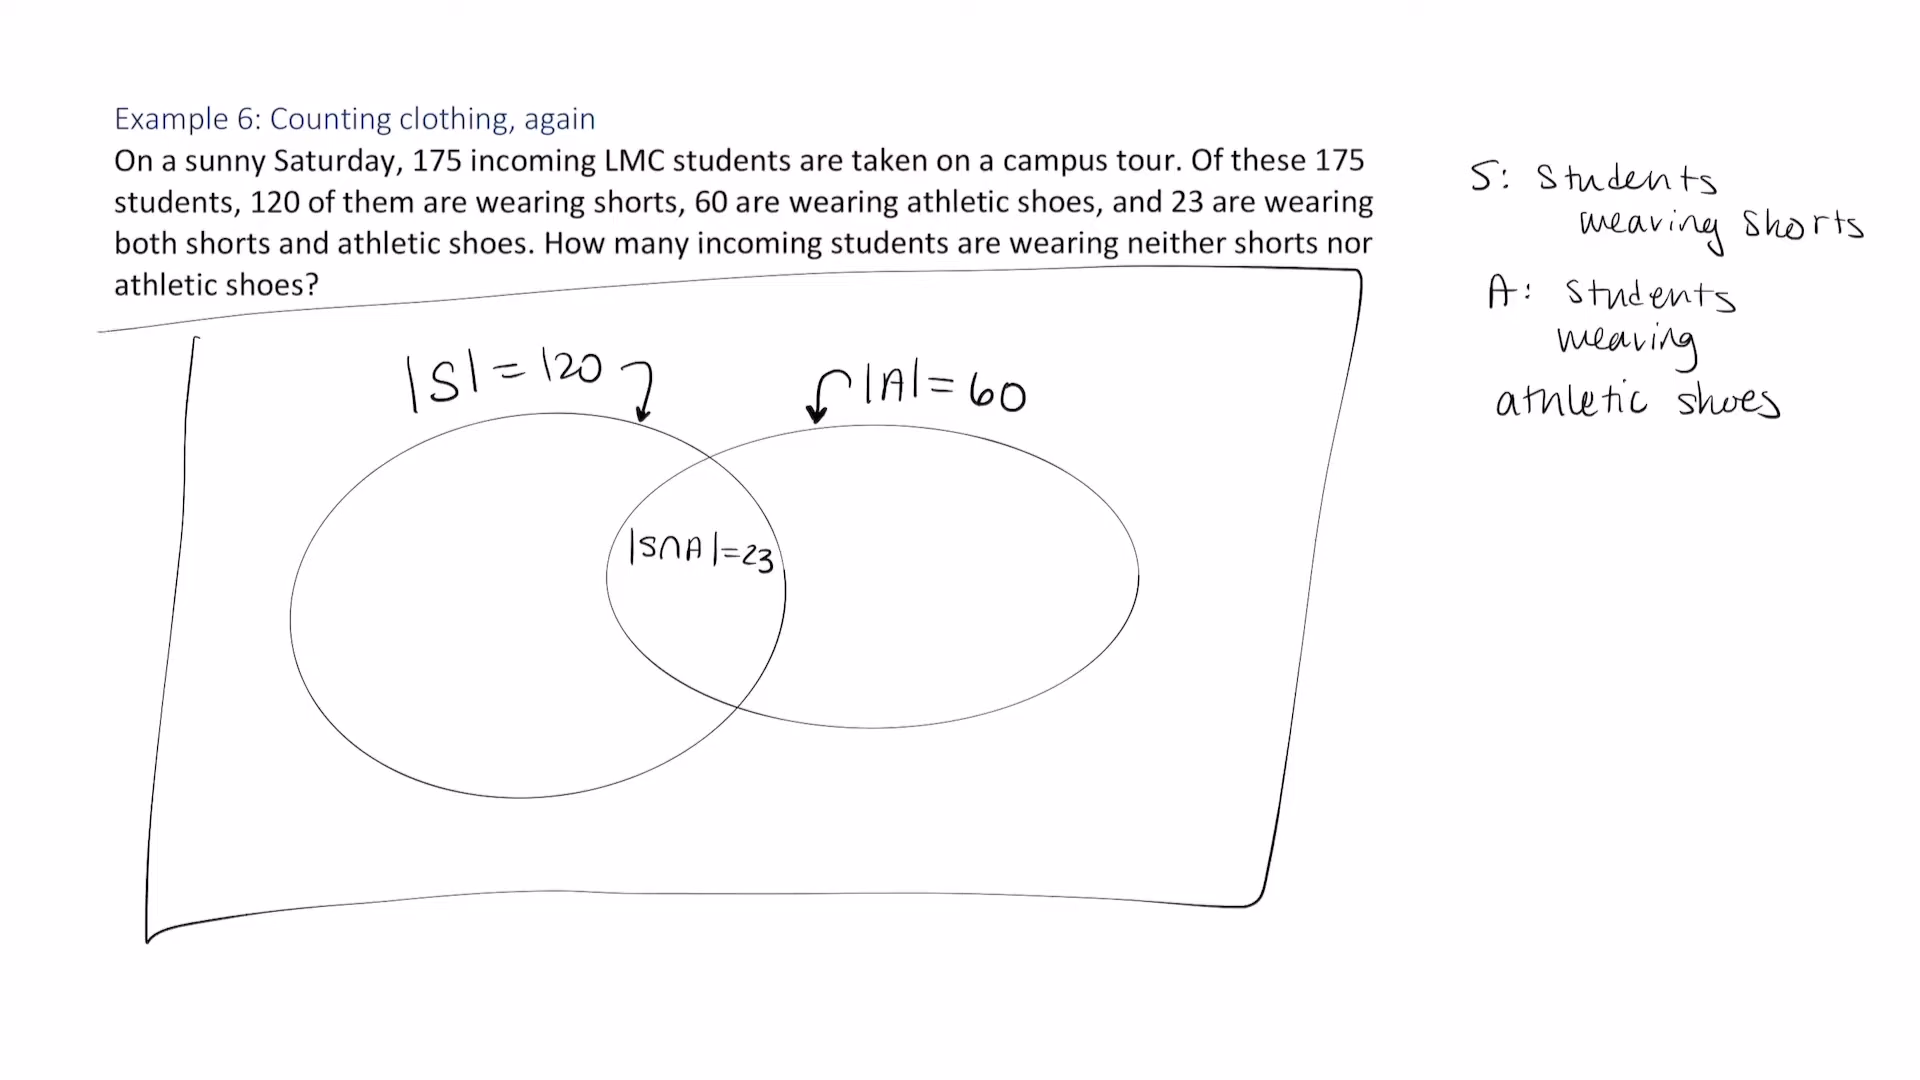 Example 6: Counting clothing, again
On a sunny Saturday, 175 incoming LMC students are taken on a campus tour. Of these 175
students, 120 of them are wearing shorts, 60 are wearing athletic shoes, and 23 are wearing
both shorts and athletic shoes. How many incoming students are wearing neither shorts nor
athletic shoes?
|S| = 120
|A| = 60
|S∩A|=23
S: Students
wearing Shorts
A: Students
wearing
athletic shoes